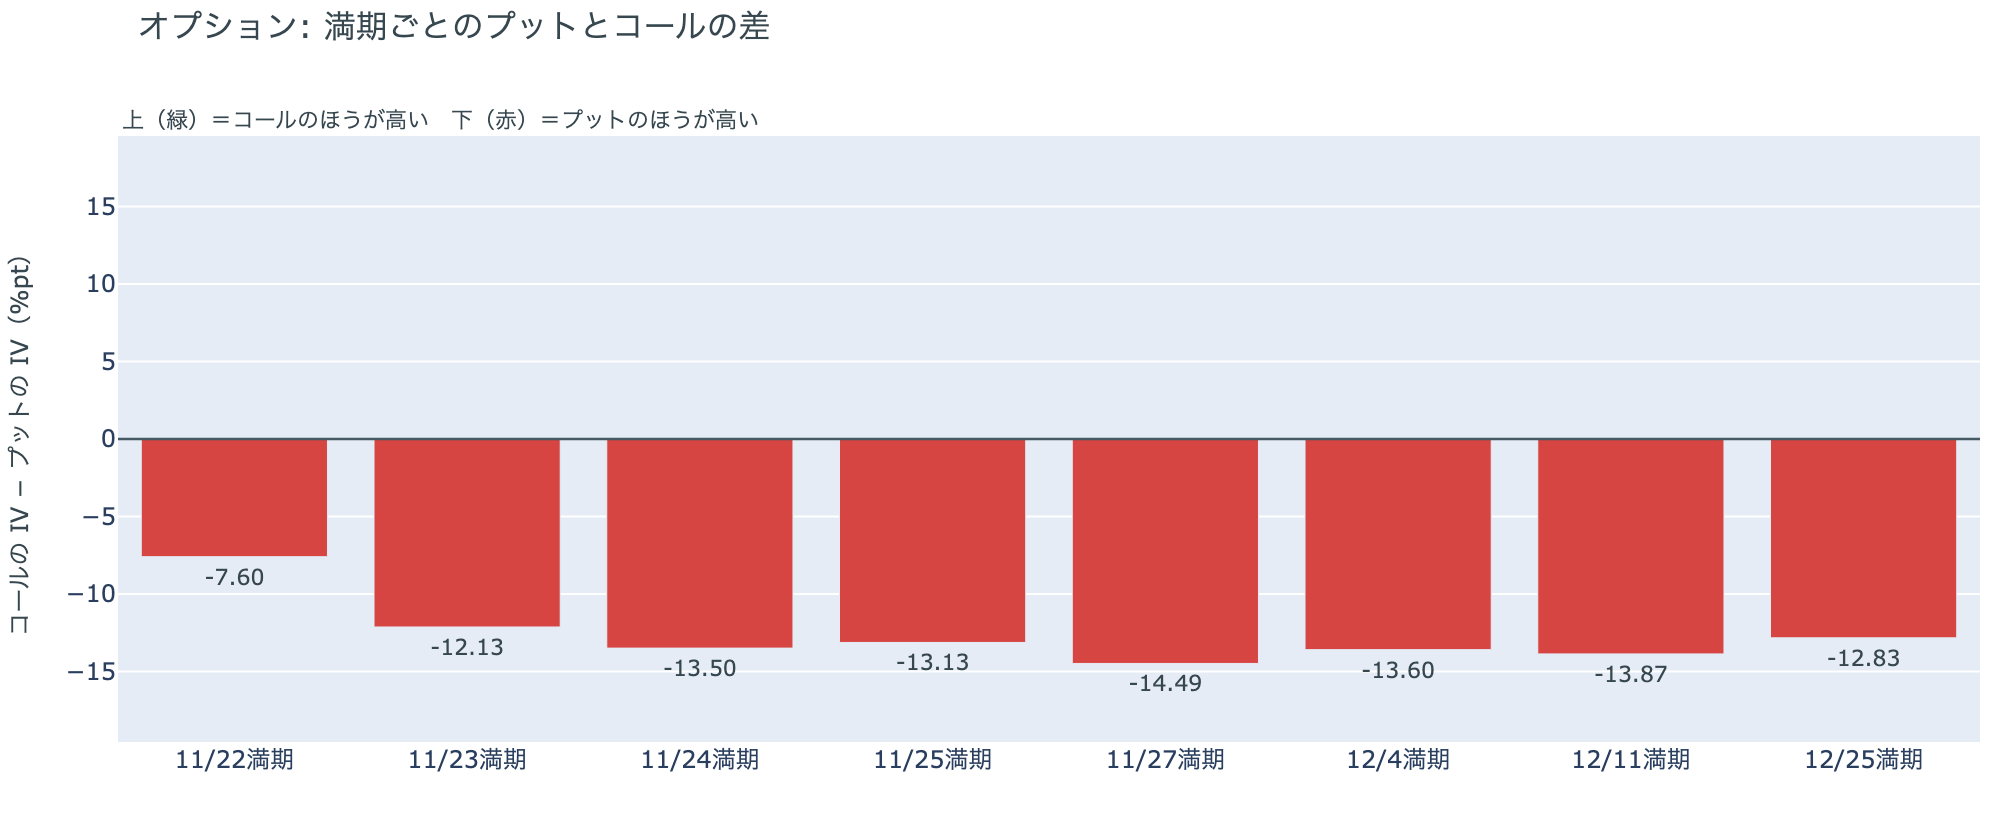 オプション: 満期ごとのプットとコールの差
上（緑）＝コールのほうが高い　下（赤）＝プットのほうが高い
コールの IV − プットの IV（%pt）
15
10
5
0
−5
−10
−15
-7.60
-12.13
-13.50
-13.13
-14.49
-13.60
-13.87
-12.83
11/22満期
11/23満期
11/24満期
11/25満期
11/27満期
12/4満期
12/11満期
12/25満期